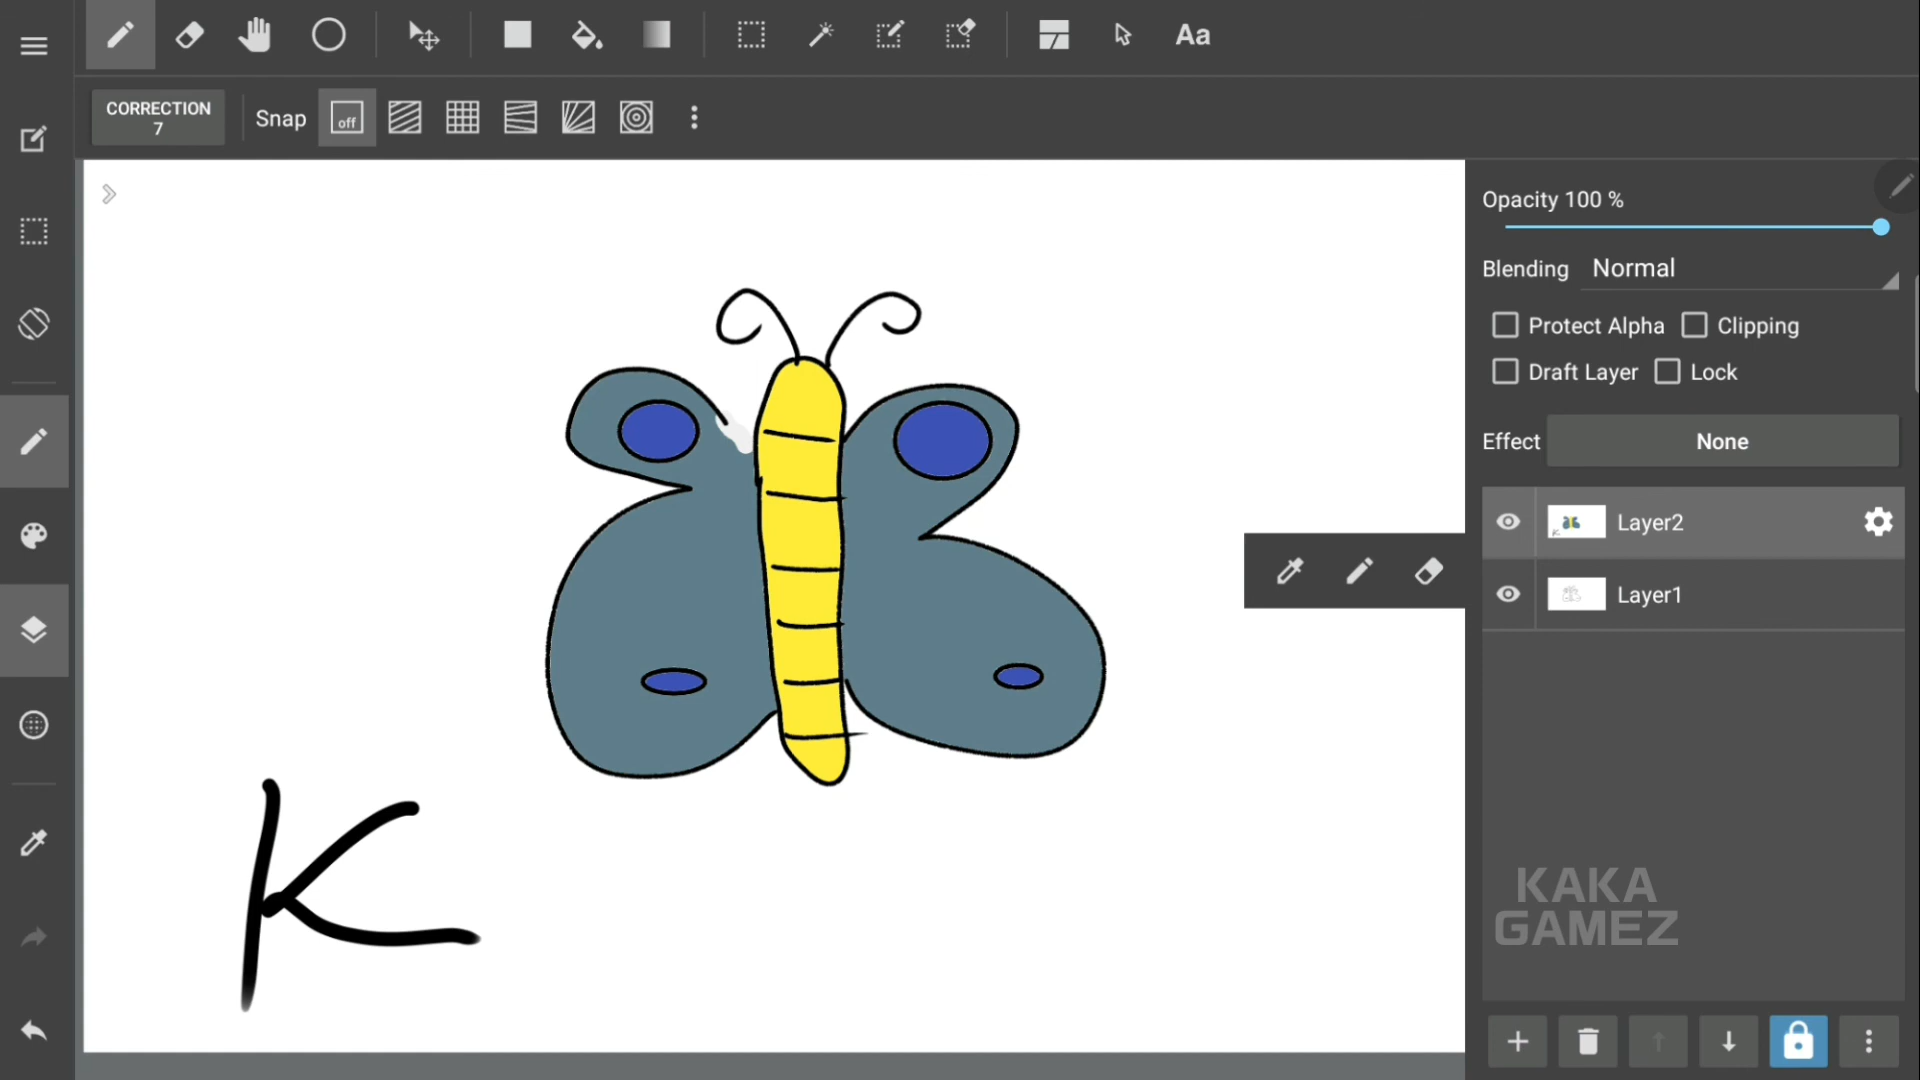 CORRECTION
7
Snap
off
Aa
Opacity 100 %
Blending Normal
Protect Alpha Clipping
Draft Layer Lock
Effect None
Layer2
Layer1
K
KAKA
GAMEZ